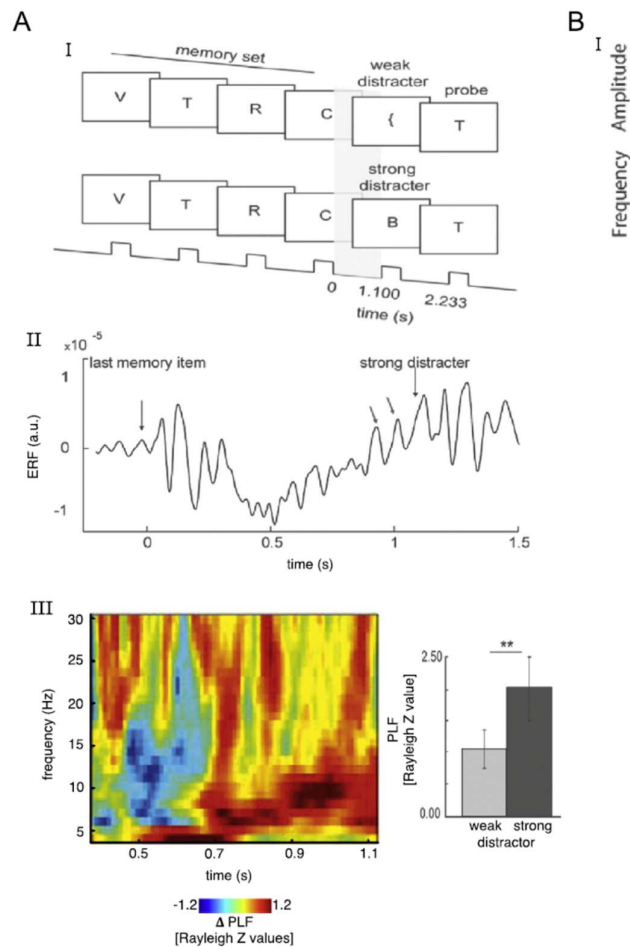 A
B
I
I
memory set
weak
distracter
probe
V
T
R
C
{
T
strong
distracter
V
T
R
C
B
T
0
1.100
2.233
time (s)
Frequency Amplitude
II
x10 -5
1
last memory item
strong distracter
0
ERF (a.u.)
-1
0
0.5
1
1.5
time (s)
III
30
25
20
15
10
5
frequency (Hz)
0.5
0.7
0.9
1.1
time (s)
-1.2
1.2
Δ PLF
[Rayleigh Z values]
2.50
**
PLF
[Rayleigh Z value]
1.00
0.00
weak strong
distractor